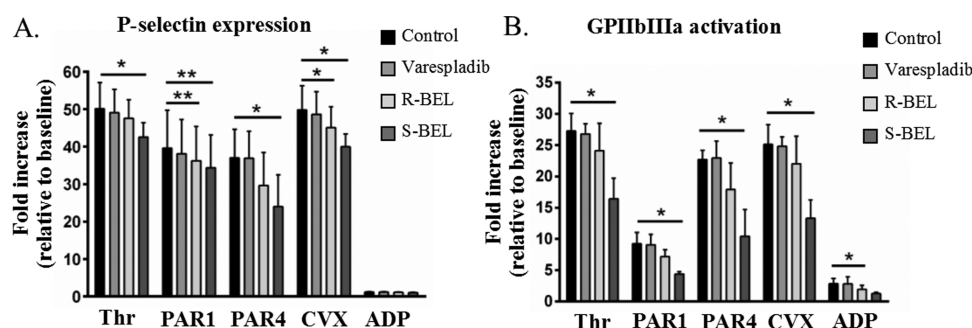 A.
P-selectin expression
Control
Varespladib
R-BEL
S-BEL
Fold increase
(relative to baseline)
60
50
40
30
20
10
0
*
**
**
*
*
*
Thr PAR1 PAR4 CVX ADP
B.
GPIIbIIIa activation
Control
Varespladib
R-BEL
S-BEL
Fold increase
(relative to baseline)
35
30
25
20
15
10
5
0
*
*
*
*
*
Thr PAR1 PAR4 CVX ADP